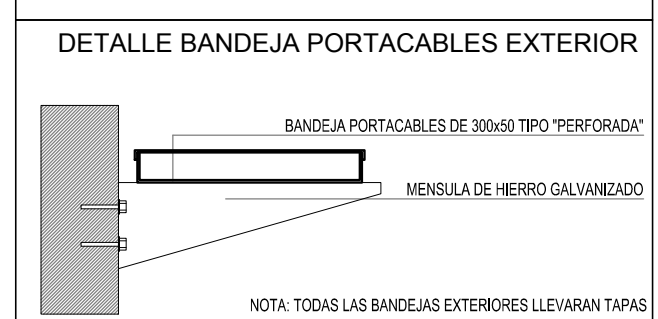 DETALLE BANDEJA PORTACABLES EXTERIOR
BANDEJA PORTACABLES DE 300x50 TIPO "PERFORADA"
MENSULA DE HIERRO GALVANIZADO
NOTA: TODAS LAS BANDEJAS EXTERIORES LLEVARAN TAPAS